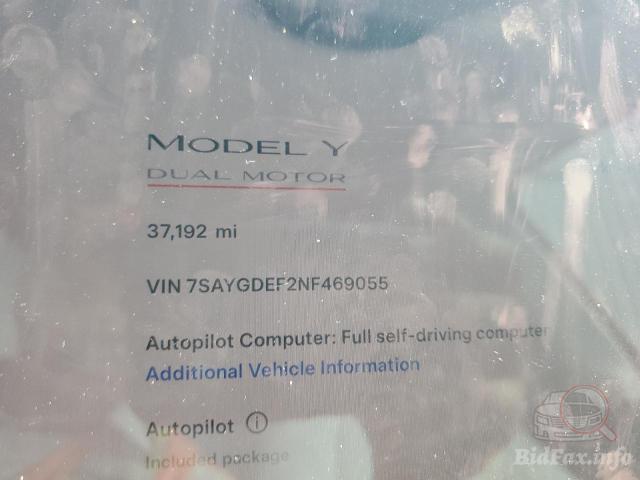 MODEL Y
DUAL MOTOR
37,192 mi
VIN 7SAYGDEF2NF469055
Autopilot Computer: Full self-driving computer
Additional Vehicle Information
Autopilot
Included package
BidFax.info